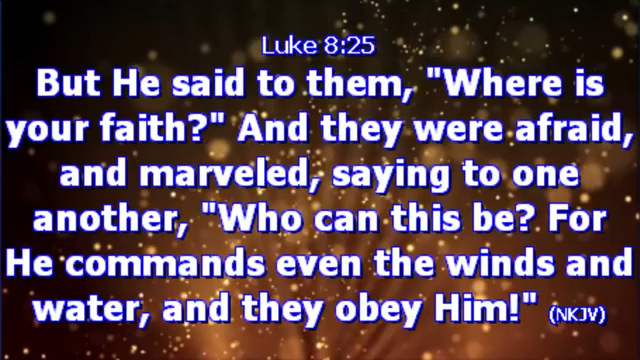 Luke 8:25
But He said to them, "Where is
your faith?" And they were afraid,
and marveled, saying to one
another, "Who can this be? For
He commands even the winds and
water, and they obey Him!" (NKJV)